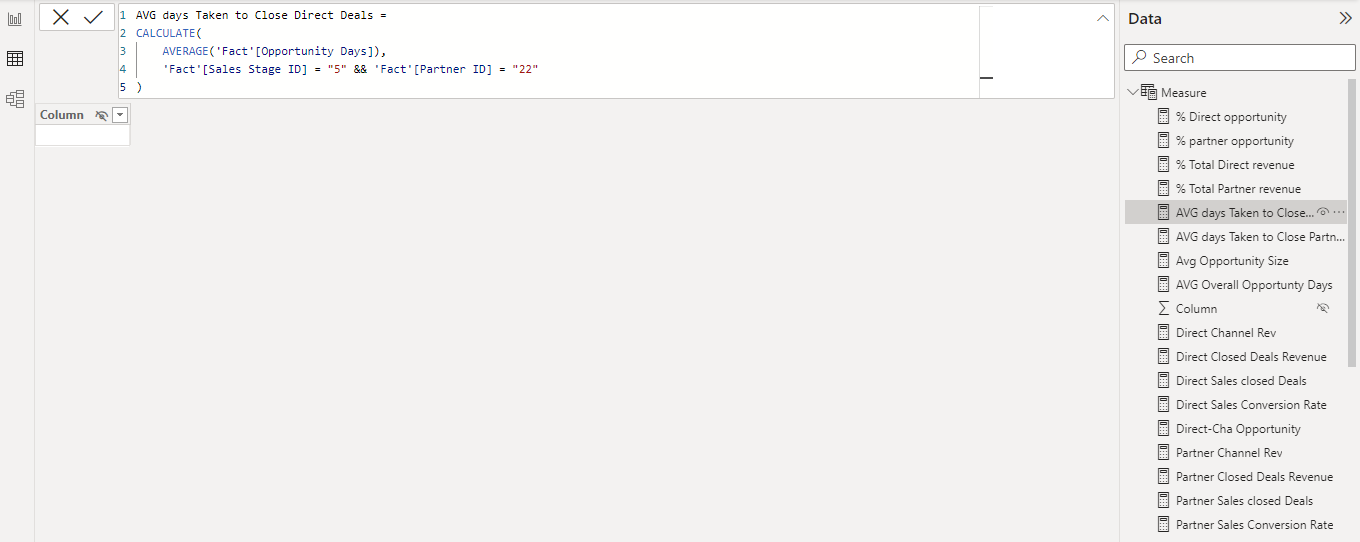 1 AVG days Taken to Close Direct Deals =
2 CALCULATE(
3 AVERAGE('Fact'[Opportunity Days]),
4 'Fact'[Sales Stage ID] = "5" && 'Fact'[Partner ID] = "22"
5 )
Column
Data
Search
Measure
% Direct opportunity
% partner opportunity
% Total Direct revenue
% Total Partner revenue
AVG days Taken to Close...
AVG days Taken to Close Partn...
Avg Opportunity Size
AVG Overall Opportunty Days
Column
Direct Channel Rev
Direct Closed Deals Revenue
Direct Sales closed Deals
Direct Sales Conversion Rate
Direct-Cha Opportunity
Partner Channel Rev
Partner Closed Deals Revenue
Partner Sales closed Deals
Partner Sales Conversion Rate